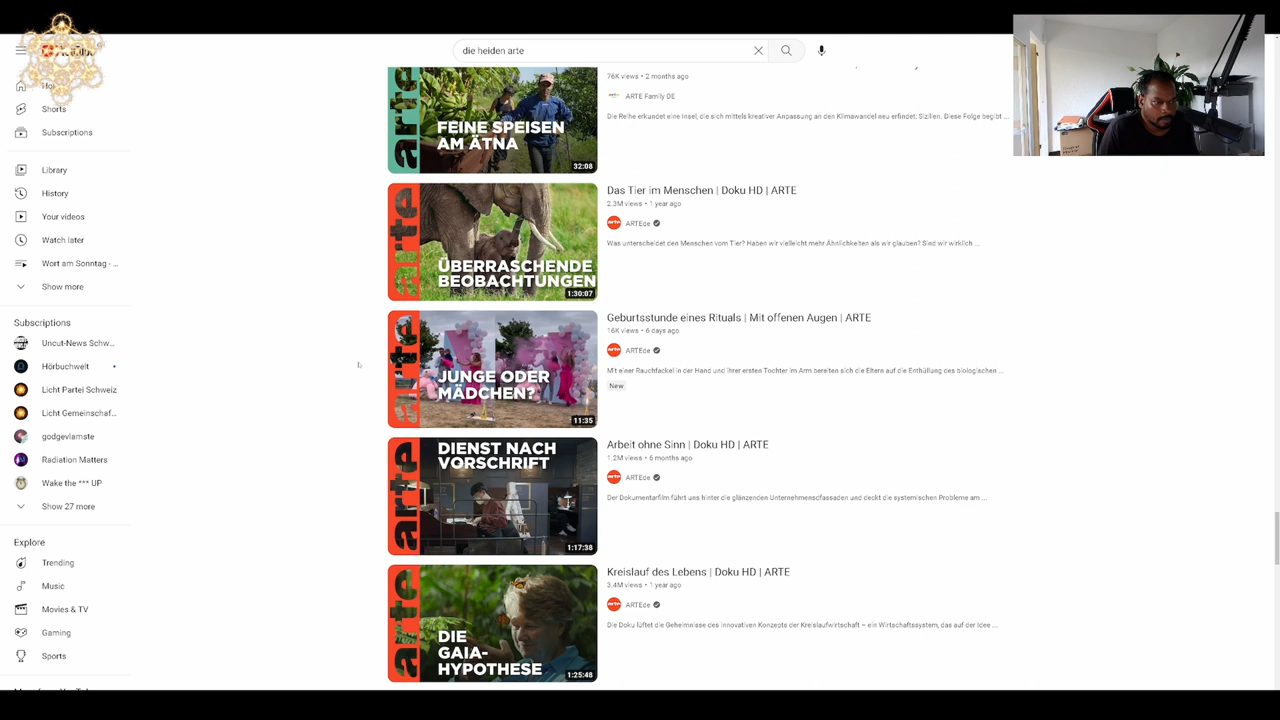 die heiden arte
Shorts
Subscriptions
Library
History
Your videos
Watch later
Wort am Sonntag - ...
Show more
Subscriptions
Uncut-News Schw...
Hörbuchwelt
Licht Partei Schweiz
Licht Gemeinschaf...
godgevlamste
Radiation Matters
Wake the *** UP
Show 27 more
Explore
Trending
Music
Movies & TV
Gaming
Sports
arte
FEINE SPEISEN
AM ÄTNA
32:08
76K views • 2 months ago
ARTE Family DE
Die Reihe erkundet eine Insel, die sich mittels kreativer Anpassung an den Klimawandel neu erfindet: Sizilien. Diese Folge begibt ...
arte
ÜBERRASCHENDE
BEOBACHTUNGEN
1:30:07
Das Tier im Menschen | Doku HD | ARTE
2.3M views • 1 year ago
arte ARTEde
Was unterscheidet den Menschen vom Tier? Haben wir vielleicht mehr Ähnlichkeiten als wir glauben? Sind wir wirklich ...
arte
JUNGE ODER
MÄDCHEN?
11:35
Geburtsstunde eines Rituals | Mit offenen Augen | ARTE
16K views • 6 days ago
arte ARTEde
Mit einer Rauchfackel in der Hand und ihrer ersten Tochter im Arm bereiten sich die Eltern auf die Enthüllung des biologischen ...
New
arte
DIENST NACH
VORSCHRIFT
1:17:38
Arbeit ohne Sinn | Doku HD | ARTE
1.2M views • 6 months ago
arte ARTEde
Der Dokumentarfilm führt uns hinter die glänzenden Unternehmensfassaden und deckt die systemischen Probleme am ...
arte
DIE
GAIA-
HYPOTHESE
1:25:48
Kreislauf des Lebens | Doku HD | ARTE
3.4M views • 1 year ago
arte ARTEde
Die Doku lüftet die Geheimnisse des innovativen Konzepts der Kreislaufwirtschaft – ein Wirtschaftssystem, das auf der Idee ...